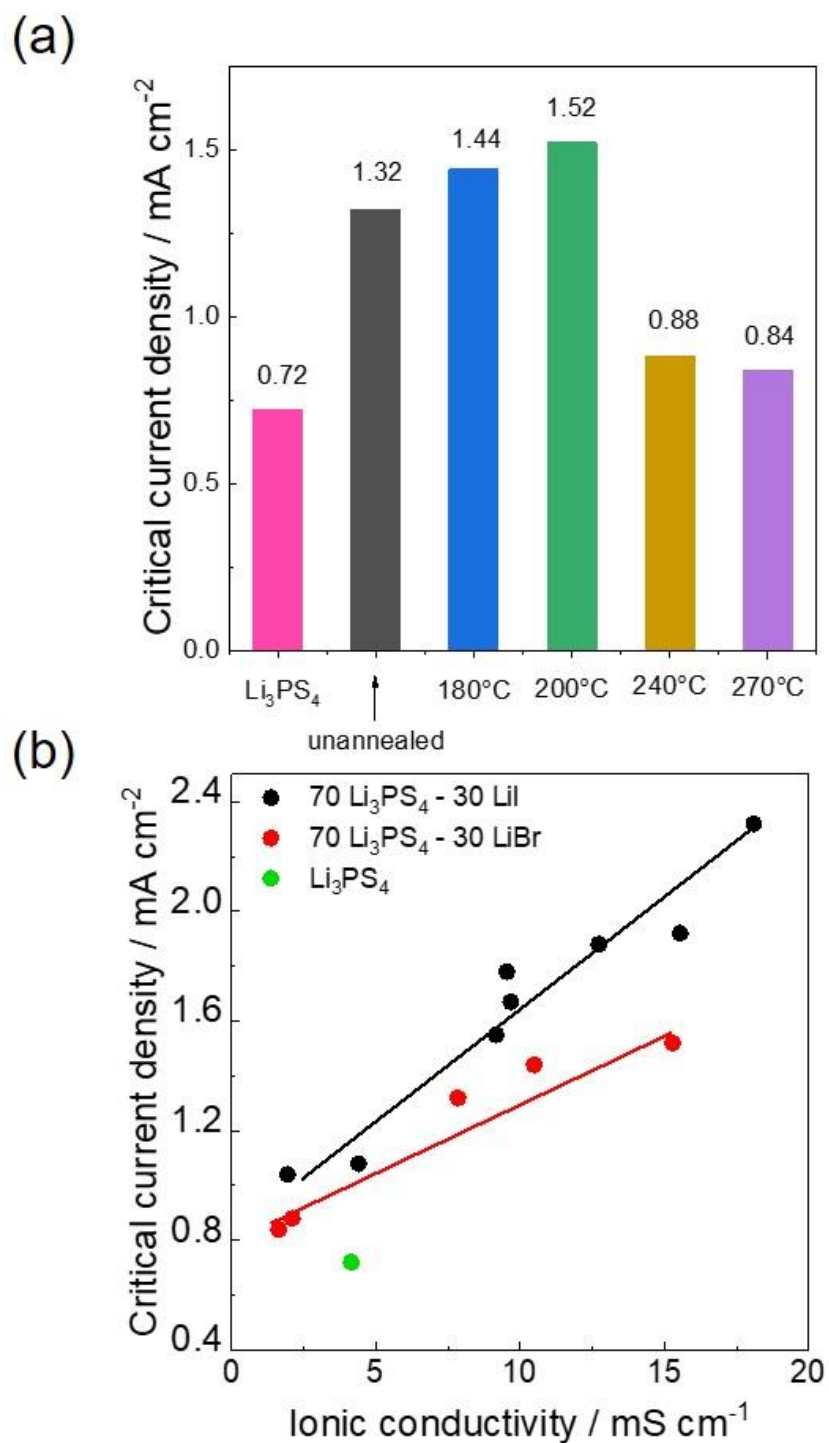 (a)
Critical current density / mA cm⁻²
1.5
1.0
0.5
0.0
0.72
1.32
1.44
1.52
0.88
0.84
Li₃PS₄
unannealed
180°C
200°C
240°C
270°C
(b)
Critical current density / mA cm⁻²
2.4
2.0
1.6
1.2
0.8
0.4
70 Li₃PS₄ - 30 LiI
70 Li₃PS₄ - 30 LiBr
Li₃PS₄
0
5
10
15
20
Ionic conductivity / mS cm⁻¹